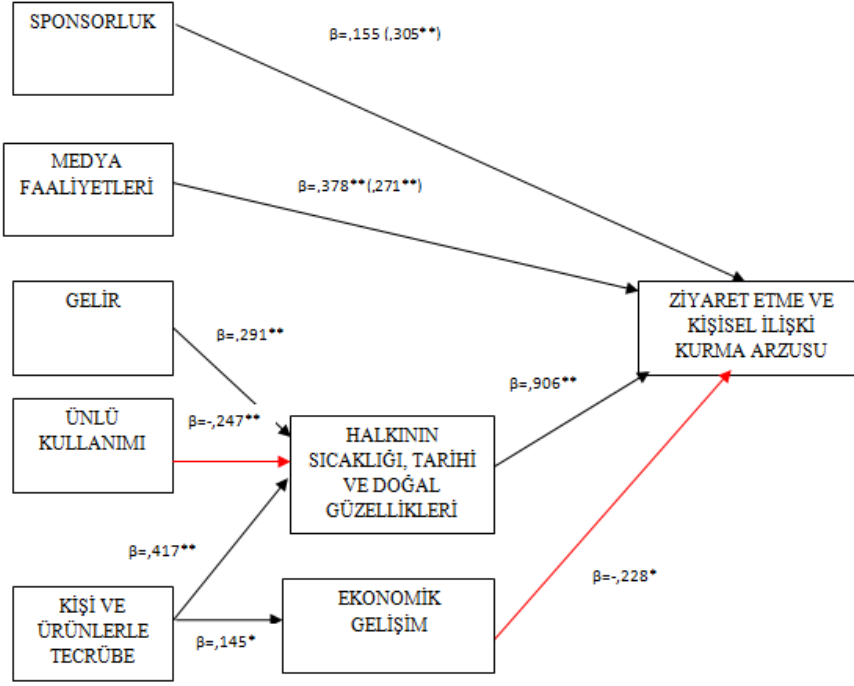 SPONSORLUK
β=,155 (,305**)
MEDYA
FAALİYETLERİ
β=,378**(,271**)
GELİR
β=,291**
ZİYARET ETME VE
KİŞİSEL İLİŞKİ
KURMA ARZUSU
ÜNLÜ
KULLANIMI
β=-,247**
HALKININ
SICAKLIĞI, TARİHİ
VE DOĞAL
GÜZELLİKLERİ
β=,906**
β=,417**
KİŞİ VE
ÜRÜNLERLE
TECRÜBE
β=,145*
EKONOMİK
GELİŞİM
β=-,228*